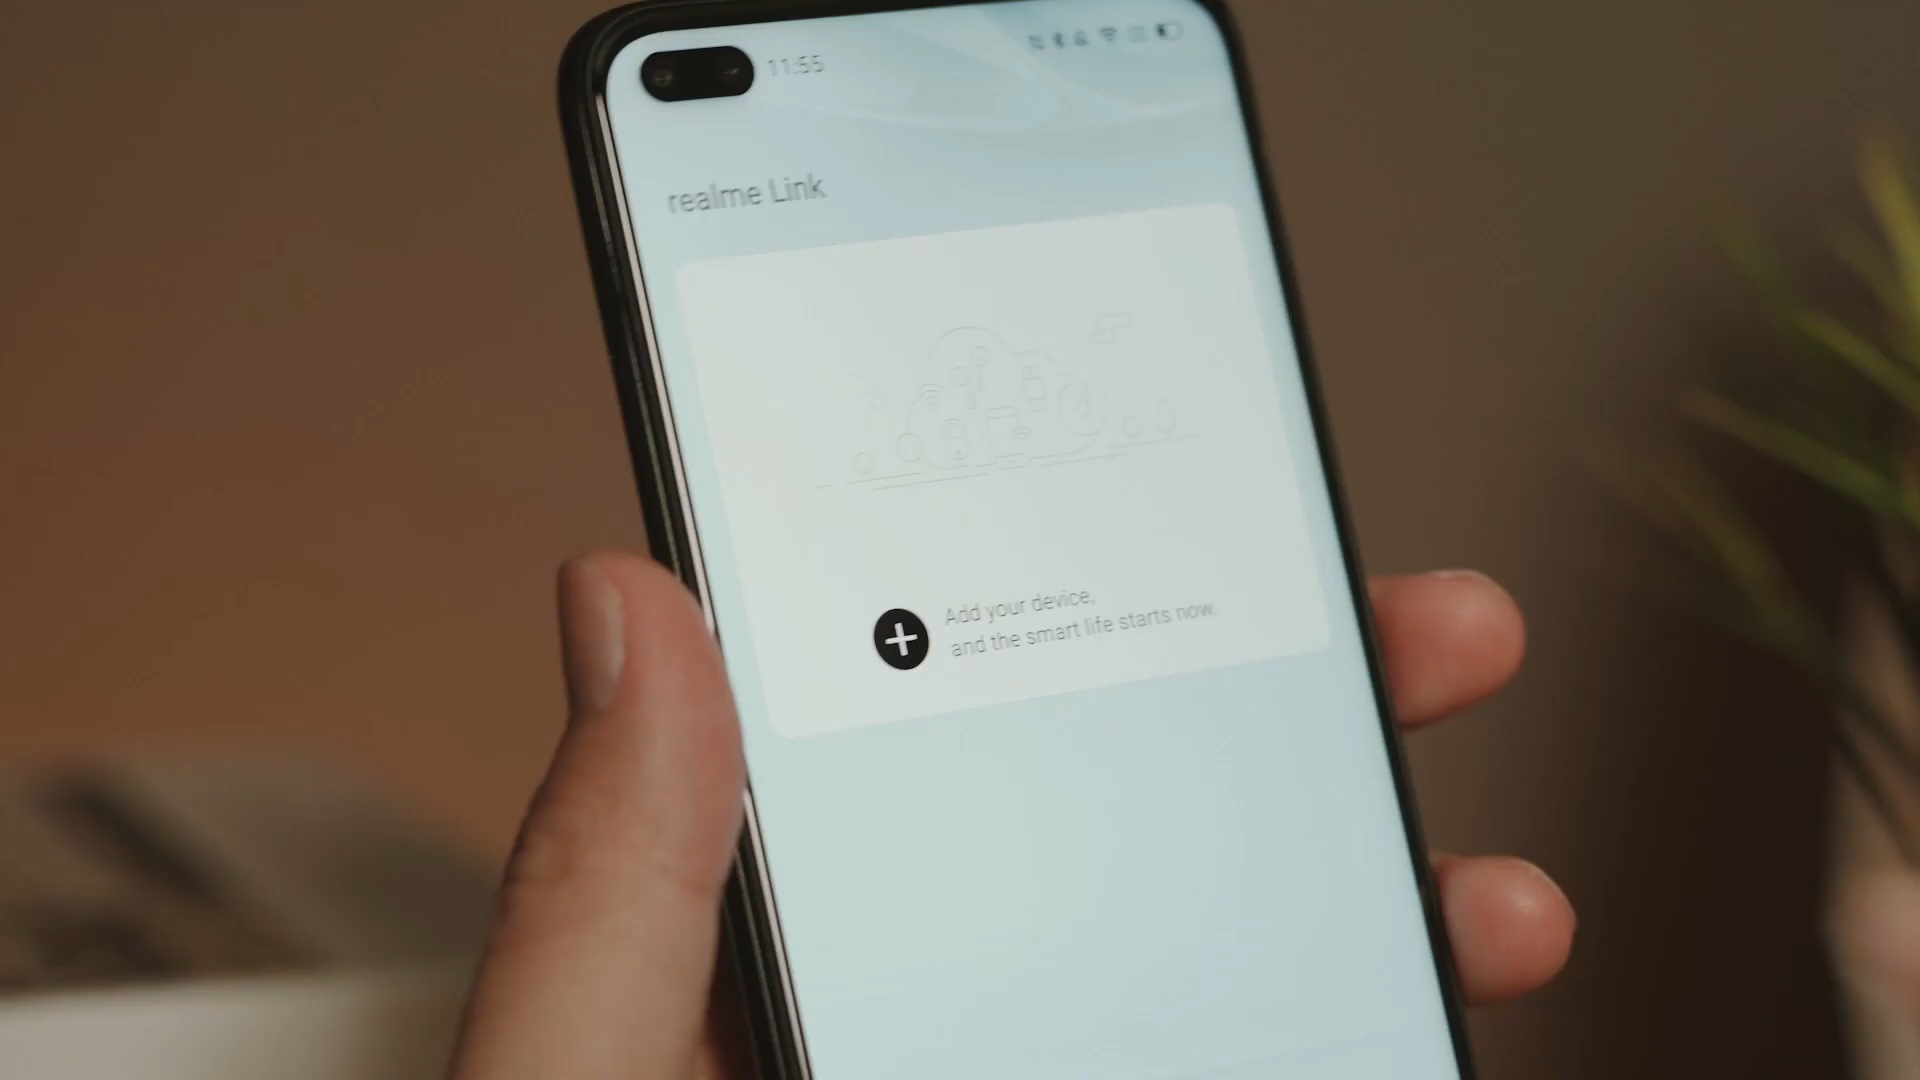 11:55
realme Link
Add your device,
and the smart life starts now.